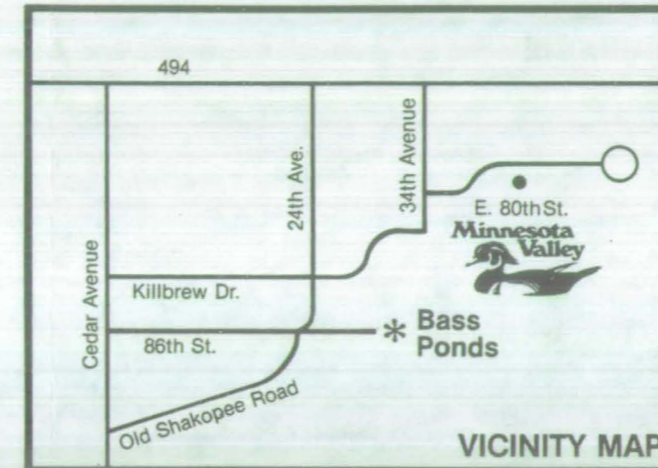 494
24th Ave.
34th Avenue
E. 80th St.
Minnesota
Valley
Cedar Avenue
Killbrew Dr.
86th St.
Bass
Ponds
Old Shakopee Road
VICINITY MAP